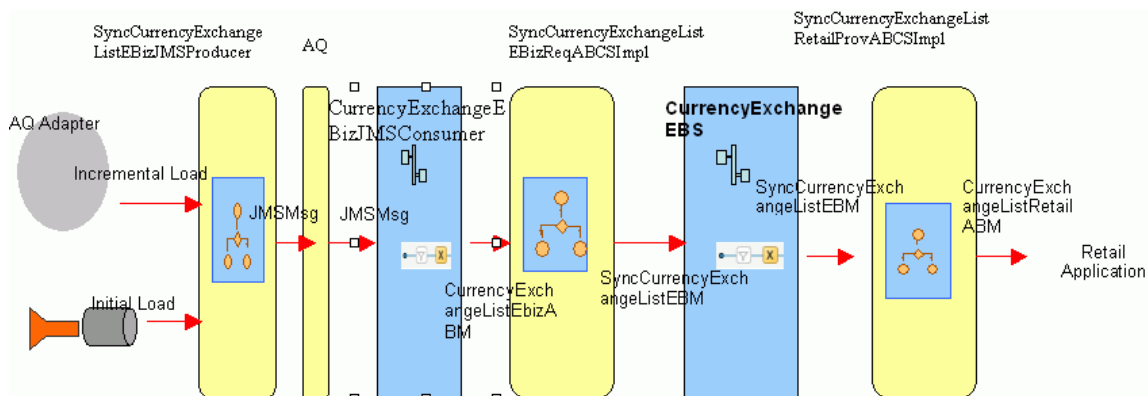 SyncCurrencyExchange
ListEBizJMSProducer
AQ
SyncCurrencyExchangeList
EBizReqABCSImpl
SyncCurrencyExchangeList
RetailProvABCSImpl
AQ Adapter
Incremental Load
Initial Load
JMSMsg
JMSMsg
CurrencyExchangeE
BizJMSConsumer
CurrencyExch
angeListEbizA
BM
SyncCurrencyExch
angeListEBM
CurrencyExchange
EBS
SyncCurrencyExch
angeListEBM
CurrencyExch
angeListRetail
ABM
Retail
Application